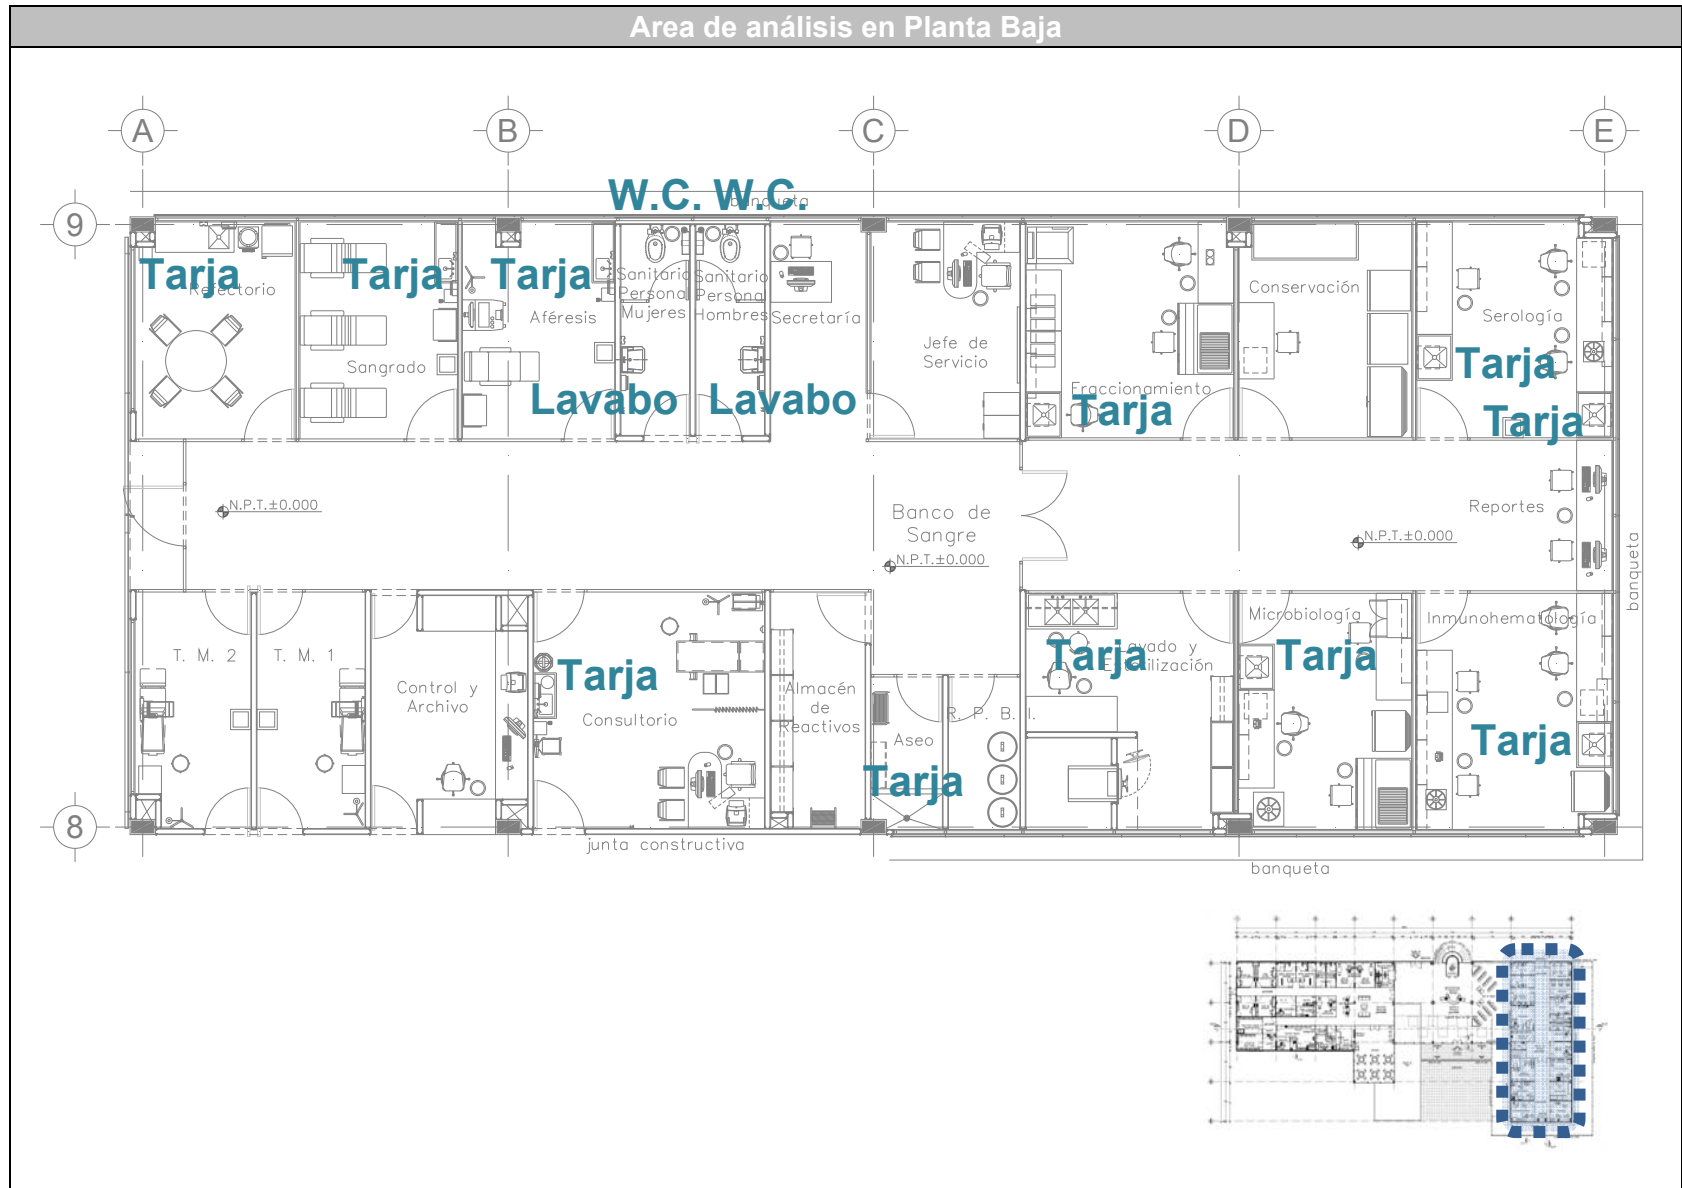 Area de análisis en Planta Baja
A
B
C
D
E
9
W.C. W.C.
banqueta
Tarja
Refectorio
Tarja
Sangrado
Tarja
Aféresis
Sanitario
Persona
Mujeres
Sanitario
Persona
Hombres
Lavabo
Lavabo
Secretaría
Jefe de
Servicio
Fraccionamiento
Tarja
Conservación
Serología
Tarja
Tarja
N.P.T.±0.000
Banco de
Sangre
N.P.T.±0.000
N.P.T.±0.000
Reportes
banqueta
T. M. 2
T. M. 1
Control y
Archivo
Tarja
Consultorio
Almacén
de
Reactivos
Aseo
Tarja
R. P. B. I.
Lavado y
Esterilización
Tarja
Microbiología
Tarja
Inmunohematología
Tarja
8
junta constructiva
banqueta